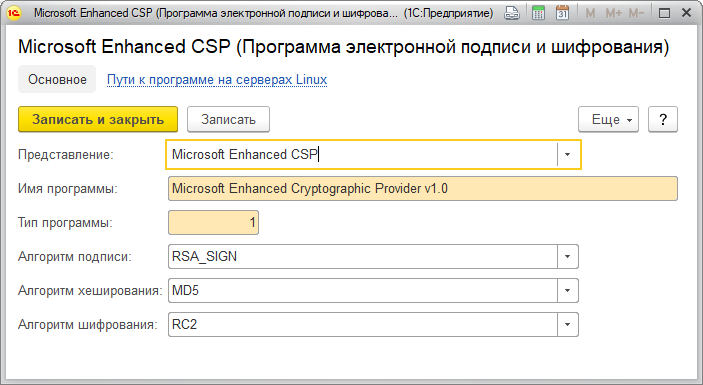 Microsoft Enhanced CSP (Программа электронной подписи и шифрова... (1С:Предприятие) M M+ M-
Microsoft Enhanced CSP (Программа электронной подписи и шифрования)
Основное Пути к программе на серверах Linux
Записать и закрыть Записать Еще ?
Представление: Microsoft Enhanced CSP
Имя программы: Microsoft Enhanced Cryptographic Provider v1.0
Тип программы: 1
Алгоритм подписи: RSA_SIGN
Алгоритм хеширования: MD5
Алгоритм шифрования: RC2